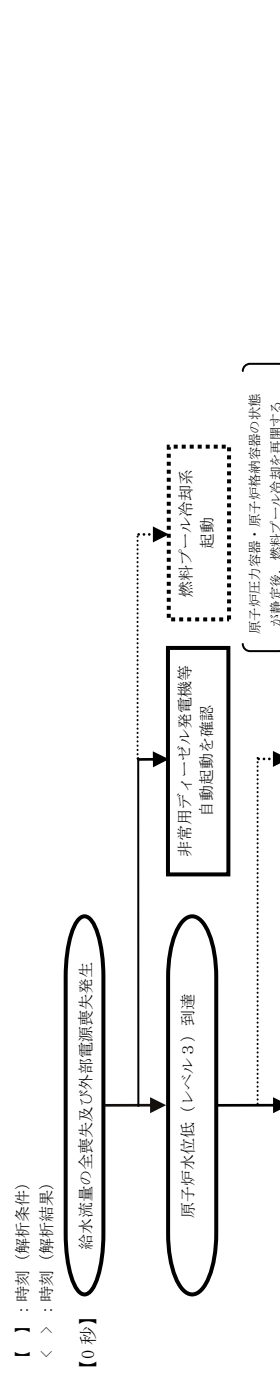 【　】：時刻（解析条件）
＜　＞：時刻（解析結果）
【0 秒】
給水流量の全喪失及び外部電源喪失発生
原子炉水位低（レベル３）到達
非常用ディーゼル発電機等
自動起動を確認
燃料プール冷却系
起動
原子炉圧力容器・原子炉格納容器の状態
が静定後，燃料プール冷却を再開する